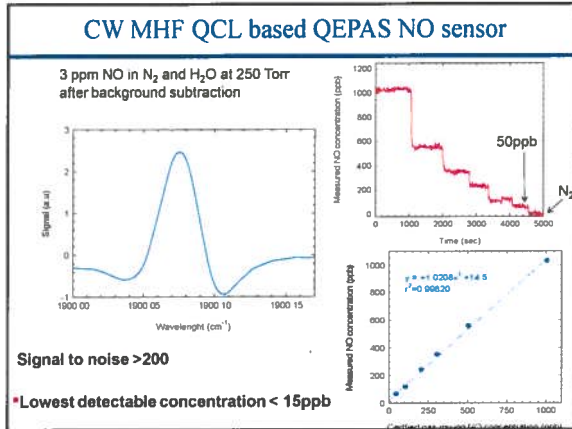 CW MHF QCL based QEPAS NO sensor
3 ppm NO in N₂ and H₂O at 250 Torr
after background subtraction
3
2
1
0
-1
Signal (a.u)
1900.00
1900.05
1900.10
1900.15
Wavelenght (cm⁻¹)
Signal to noise >200
Lowest detectable concentration < 15ppb
1200
1000
800
600
400
200
0
Measured NO concentration (ppb)
50ppb
N₂
0
1000
2000
3000
4000
5000
Time (sec)
1000
800
600
400
200
0
Measured NO concentration (ppb)
r²=0.99820
0
250
500
750
1000
NO concentration (ppb)